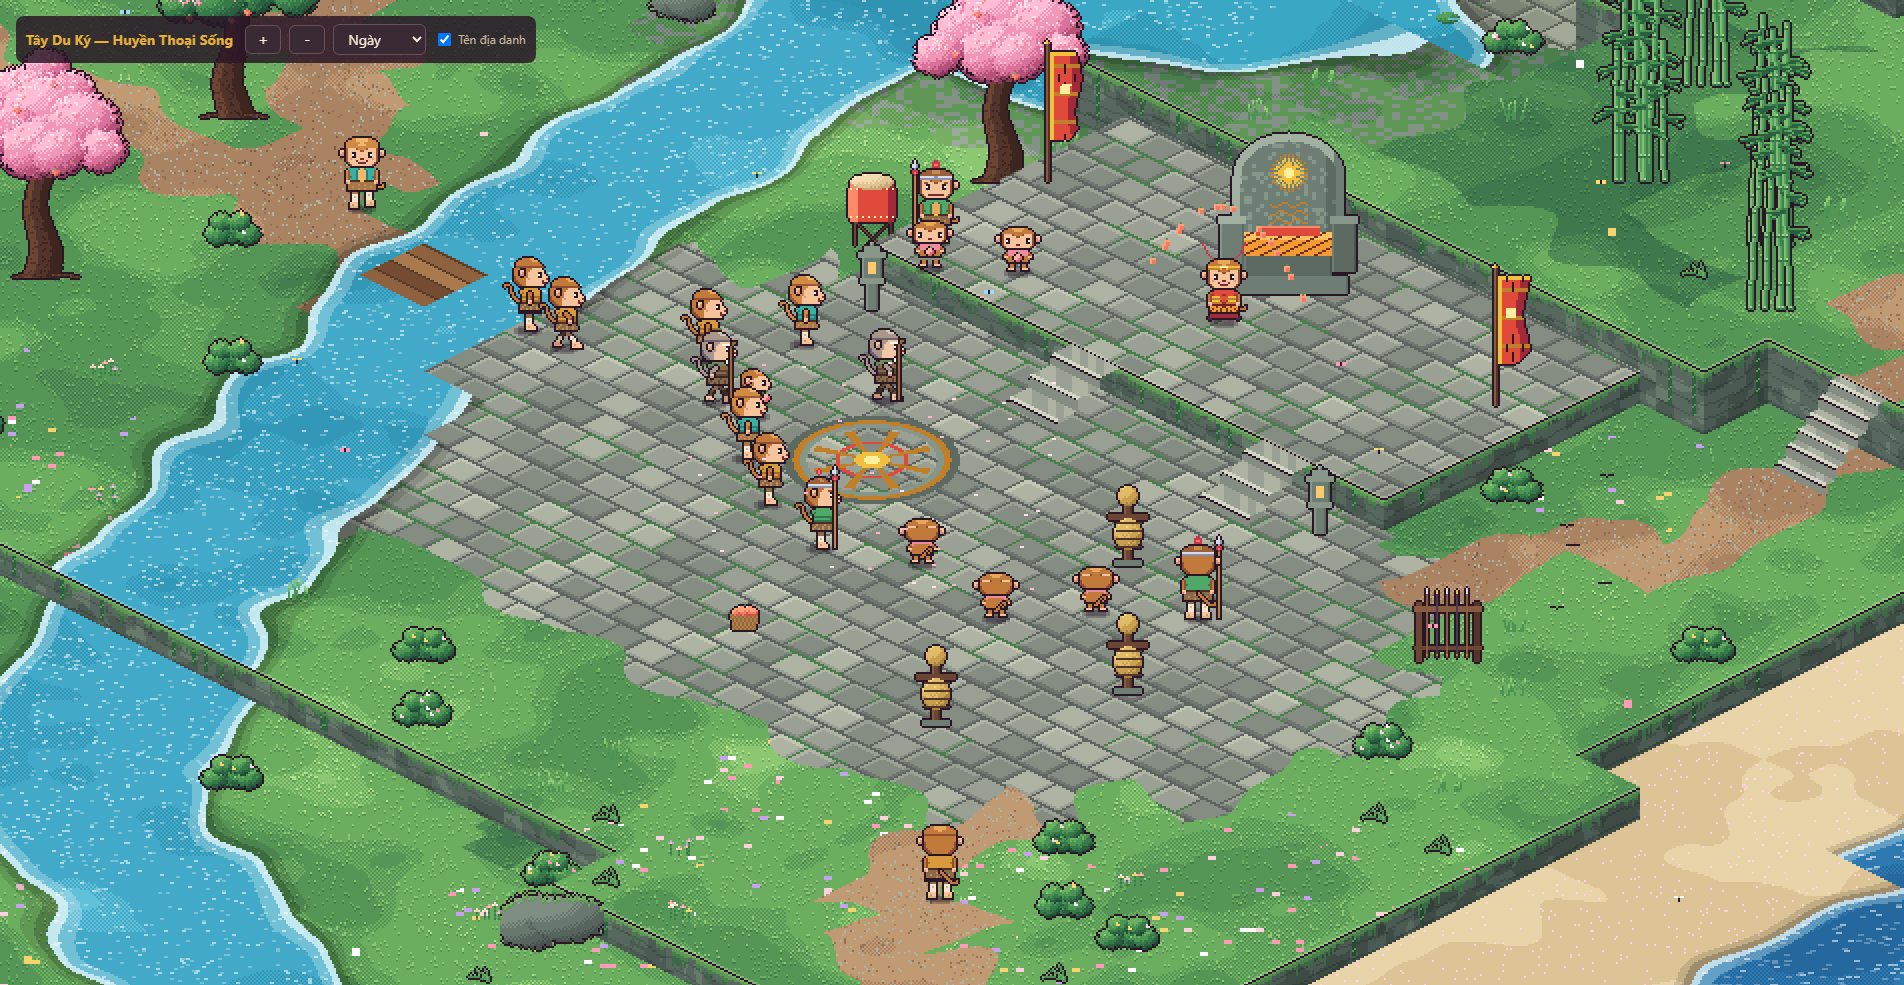 Tây Du Ký — Huyền Thoại Sống + - Ngày Tên địa danh